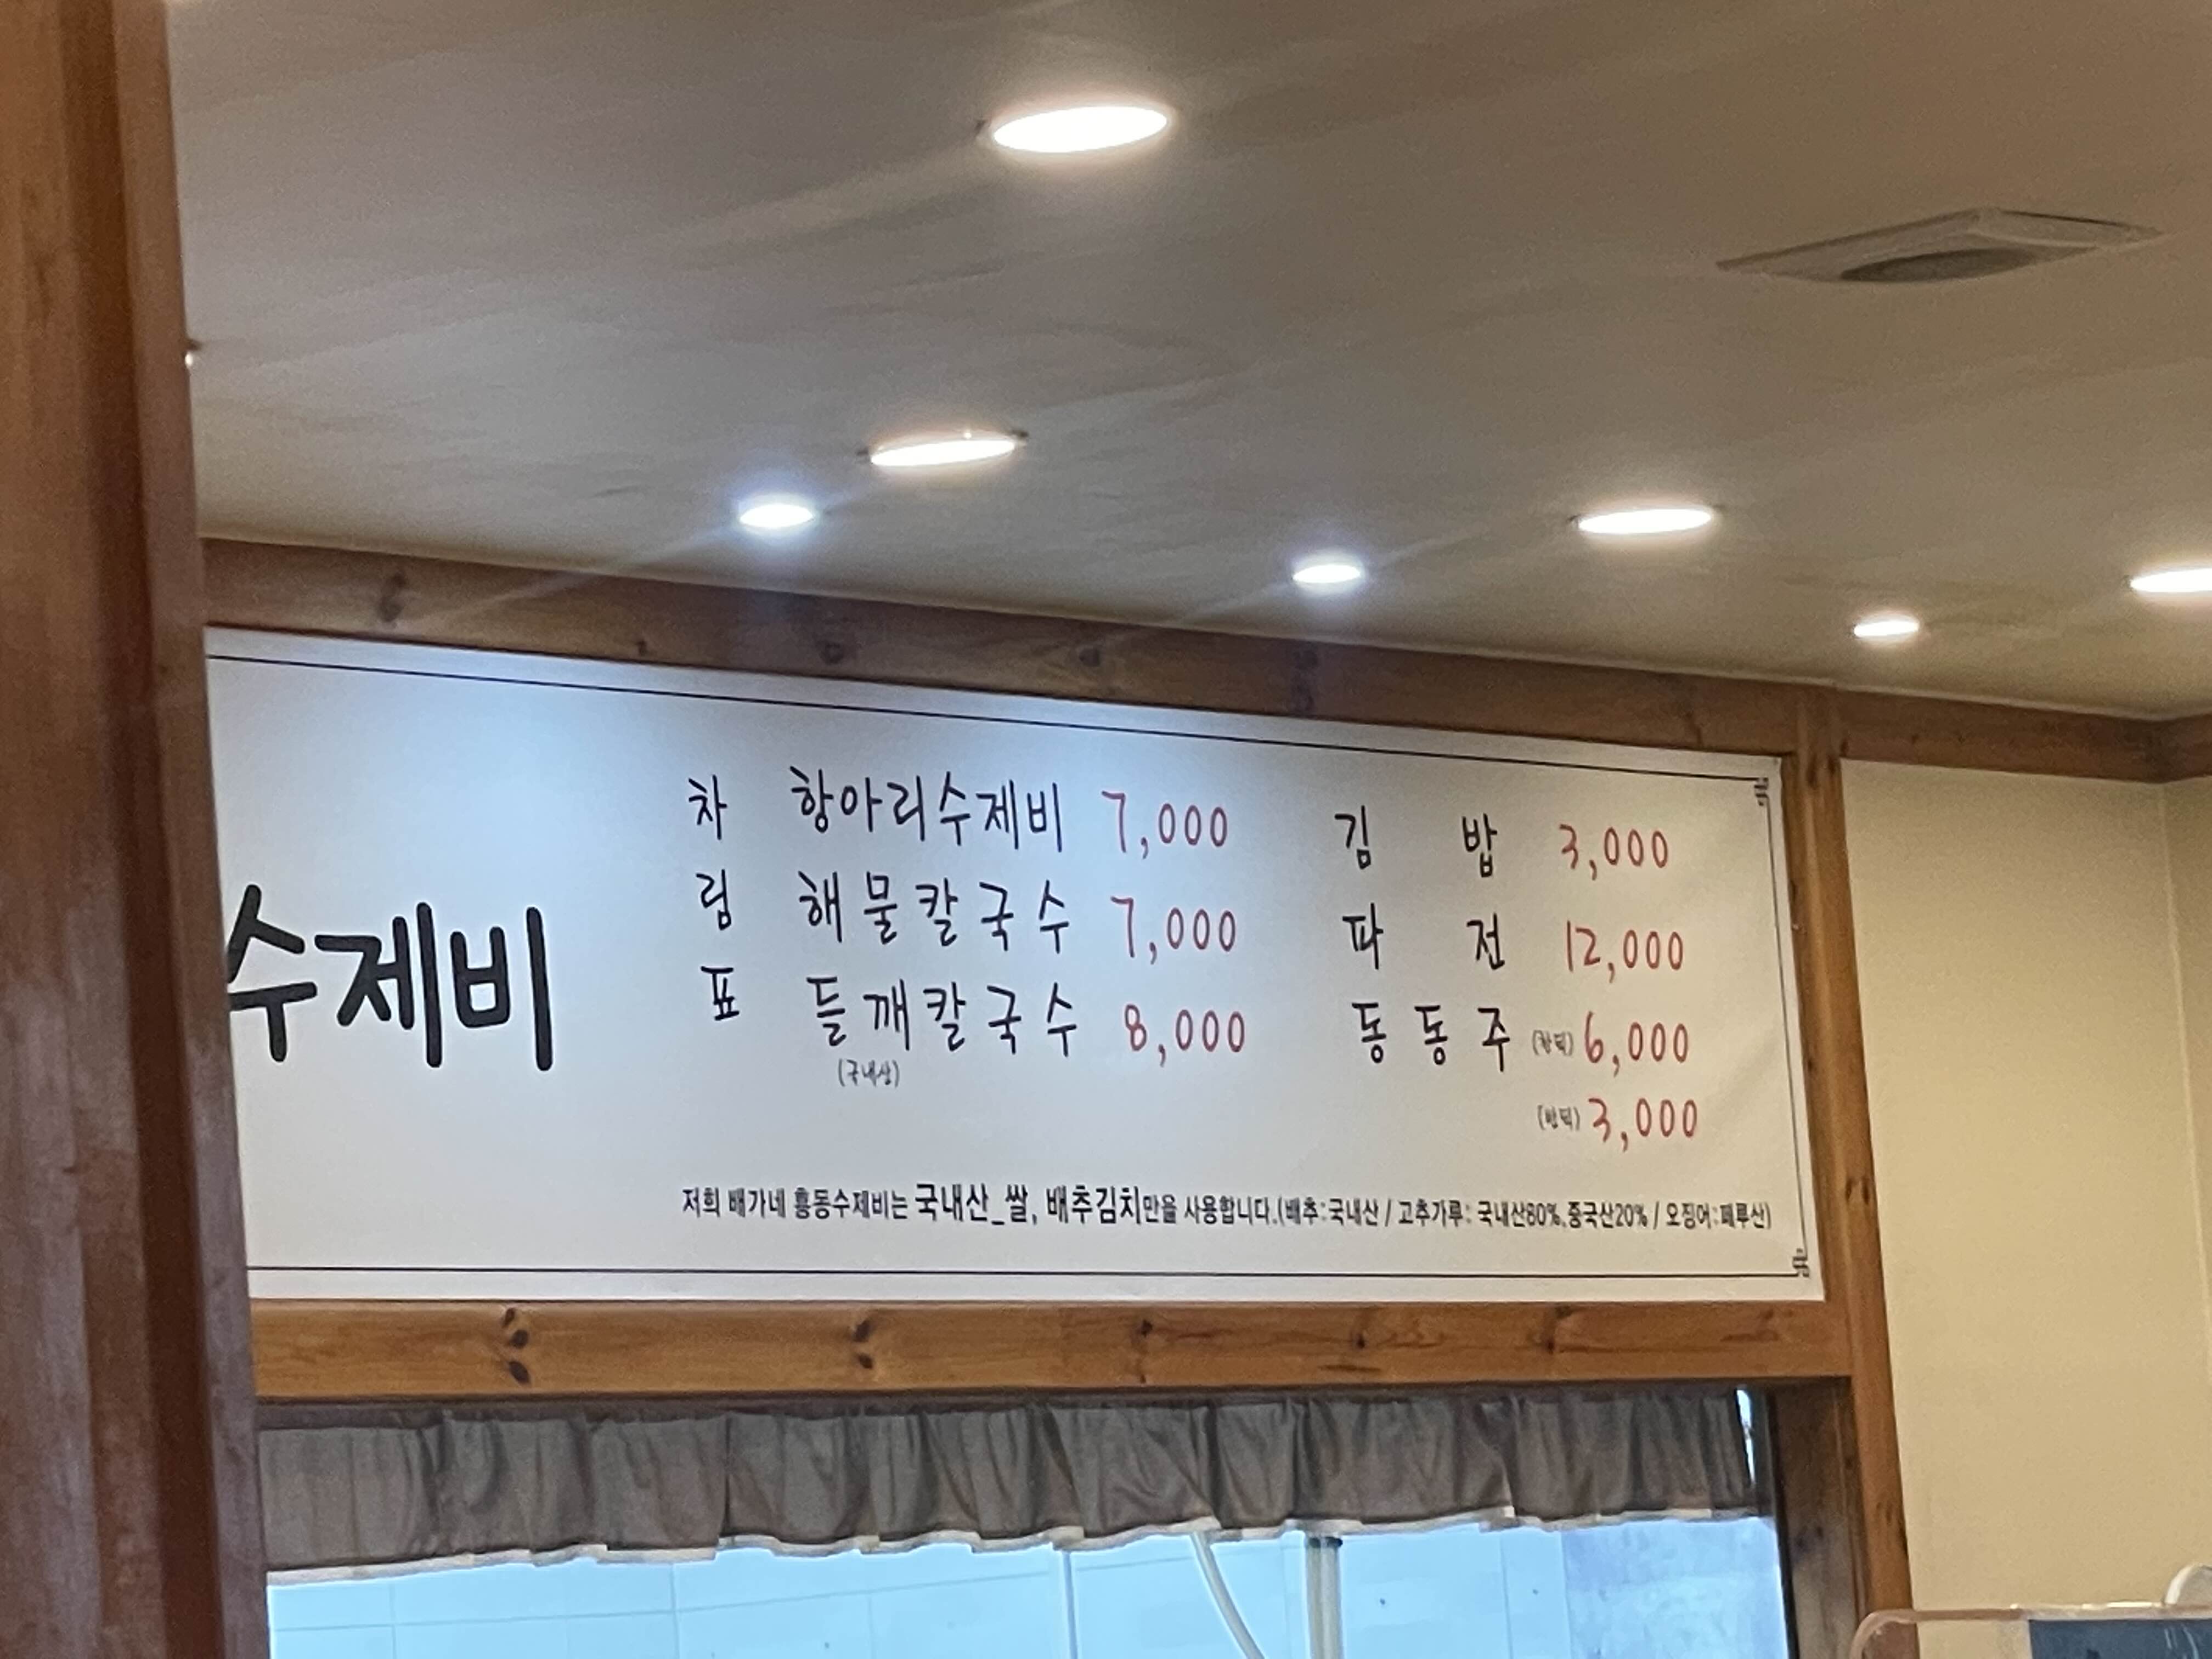 수제비
차림표
항아리수제비 7,000
해물칼국수 7,000
들깨칼국수 8,000
(국내산)
김 밥 3,000
파 전 12,000
동동주 6,000
3,000
저희 배가네 흥동수제비는 국내산_쌀, 배추김치만을 사용합니다.(배추:국내산 / 고추가루: 국내산80%,중국산20% / 오징어:페루산)